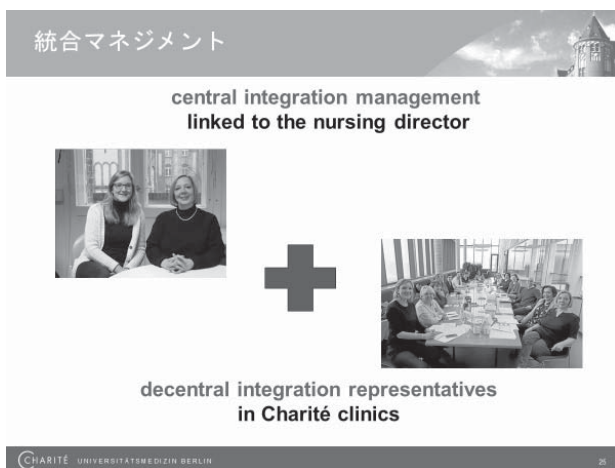 統合マネジメント
central integration management
linked to the nursing director
decentral integration representatives
in Charité clinics
CHARITÉ UNIVERSITÄTSMEDIZIN BERLIN
25